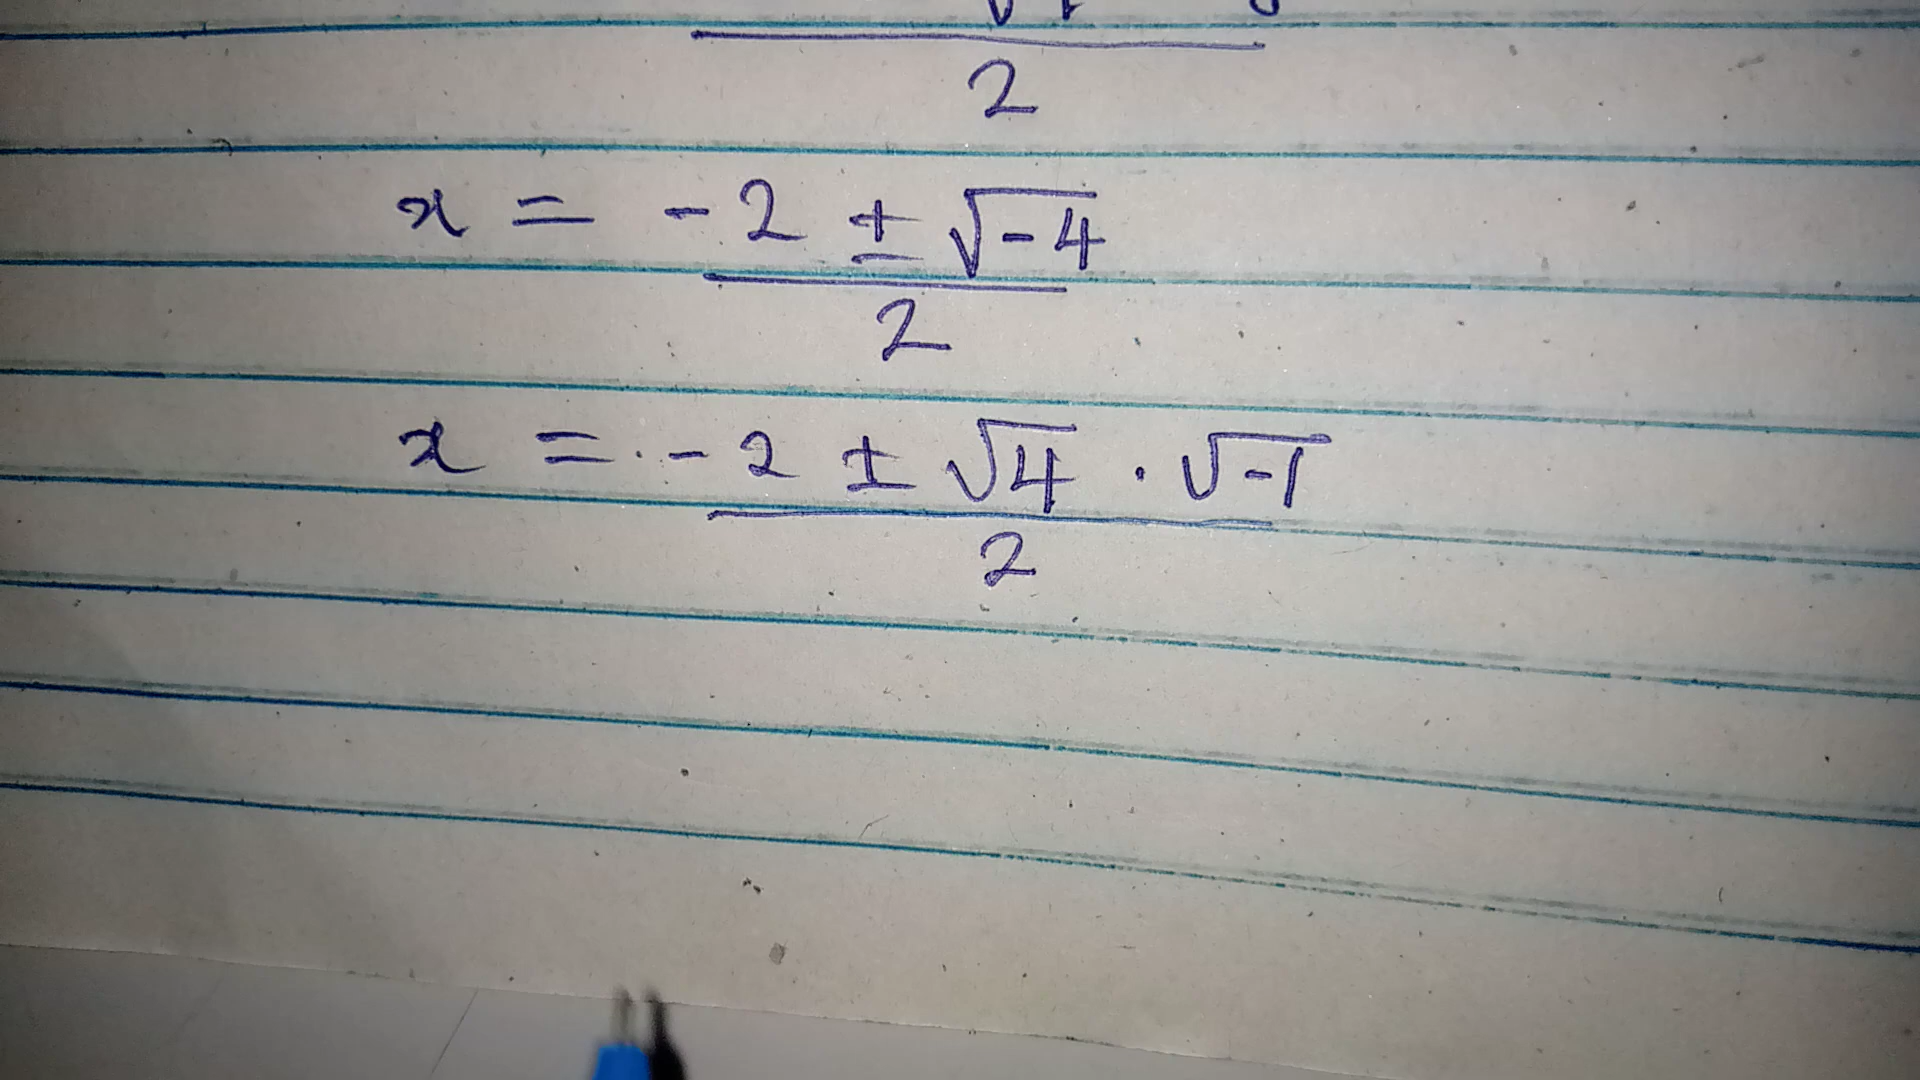 2
x = -2 ± √-4
2
x = - 2 ± √4 . √-1
2